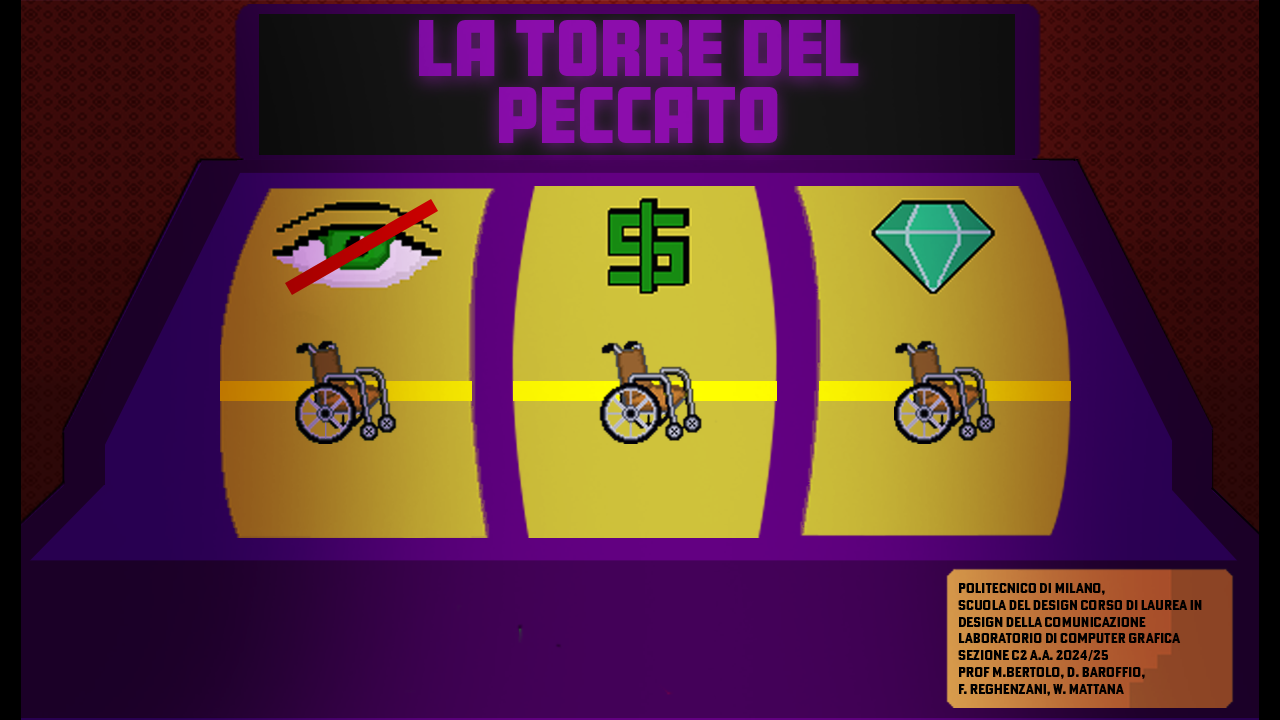 LA TORRE DEL
PECCATO
POLITECNICO DI MILANO,
SCUOLA DEL DESIGN CORSO DI LAUREA IN
DESIGN DELLA COMUNICAZIONE
LABORATORIO DI COMPUTER GRAFICA
SEZIONE C2 A.A. 2024/25
PROF M.BERTOLO, D. BAROFFIO,
F. REGHENZANI, W. MATTANA